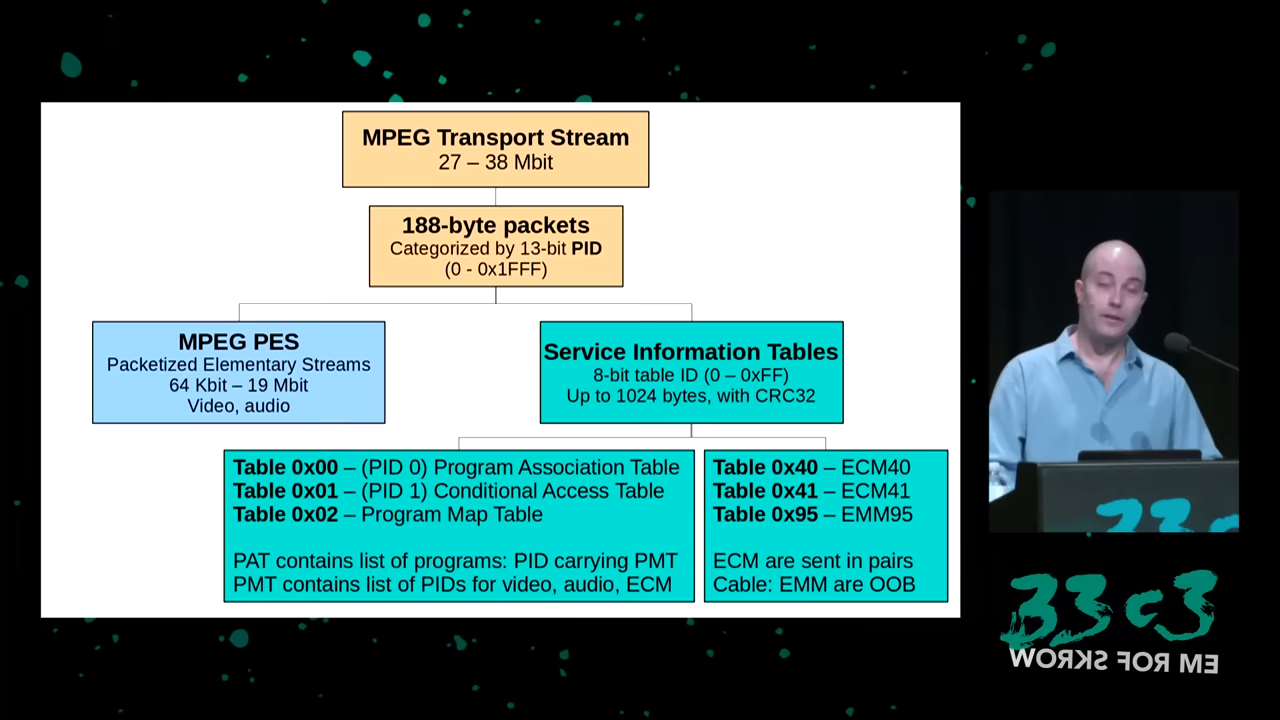 MPEG Transport Stream
27 – 38 Mbit
188-byte packets
Categorized by 13-bit PID
(0 - 0x1FFF)
MPEG PES
Packetized Elementary Streams
64 Kbit – 19 Mbit
Video, audio
Service Information Tables
8-bit table ID (0 – 0xFF)
Up to 1024 bytes, with CRC32
Table 0x00 – (PID 0) Program Association Table
Table 0x01 – (PID 1) Conditional Access Table
Table 0x02 – Program Map Table
PAT contains list of programs: PID carrying PMT
PMT contains list of PIDs for video, audio, ECM
Table 0x40 – ECM40
Table 0x41 – ECM41
Table 0x95 – EMM95
ECM are sent in pairs
Cable: EMM are OOB
33c
33c3
WORKS FOR ME